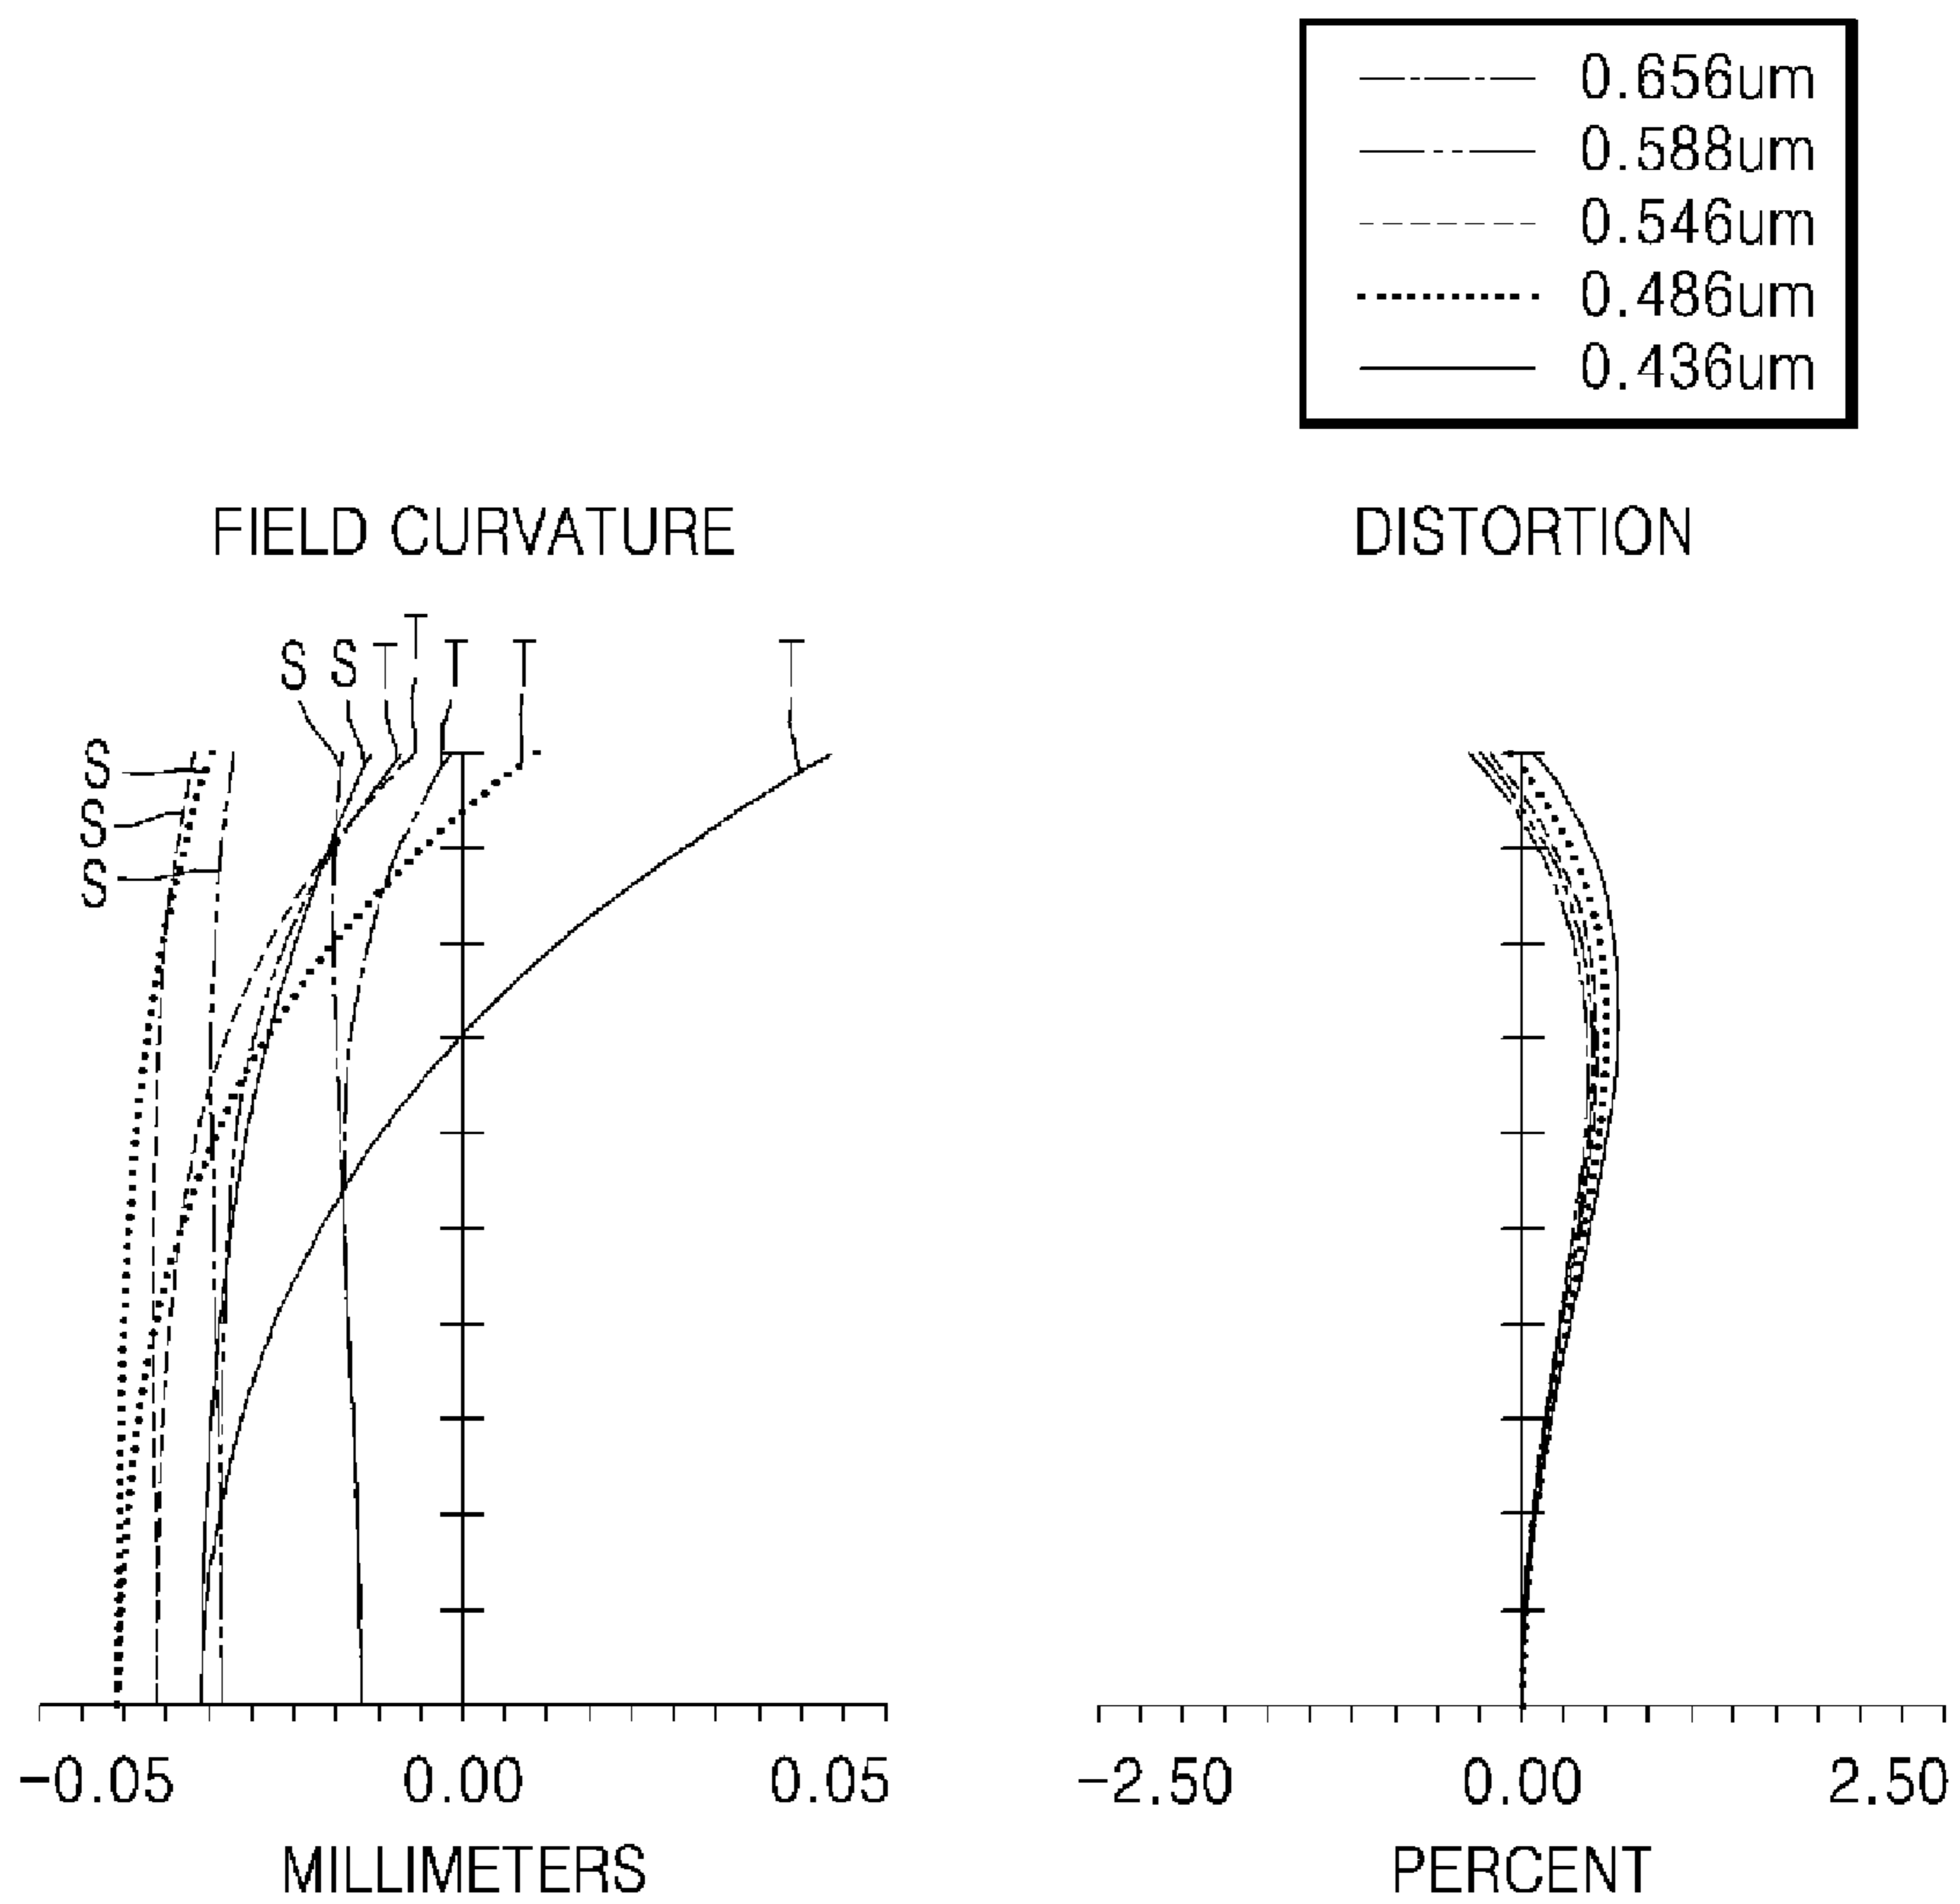 0.656um
0.588um
0.546um
0.486um
0.436um
FIELD CURVATURE
DISTORTION
S S T T T T T
S
S
S
−0.05 0.00 0.05
MILLIMETERS
−2.50 0.00 2.50
PERCENT